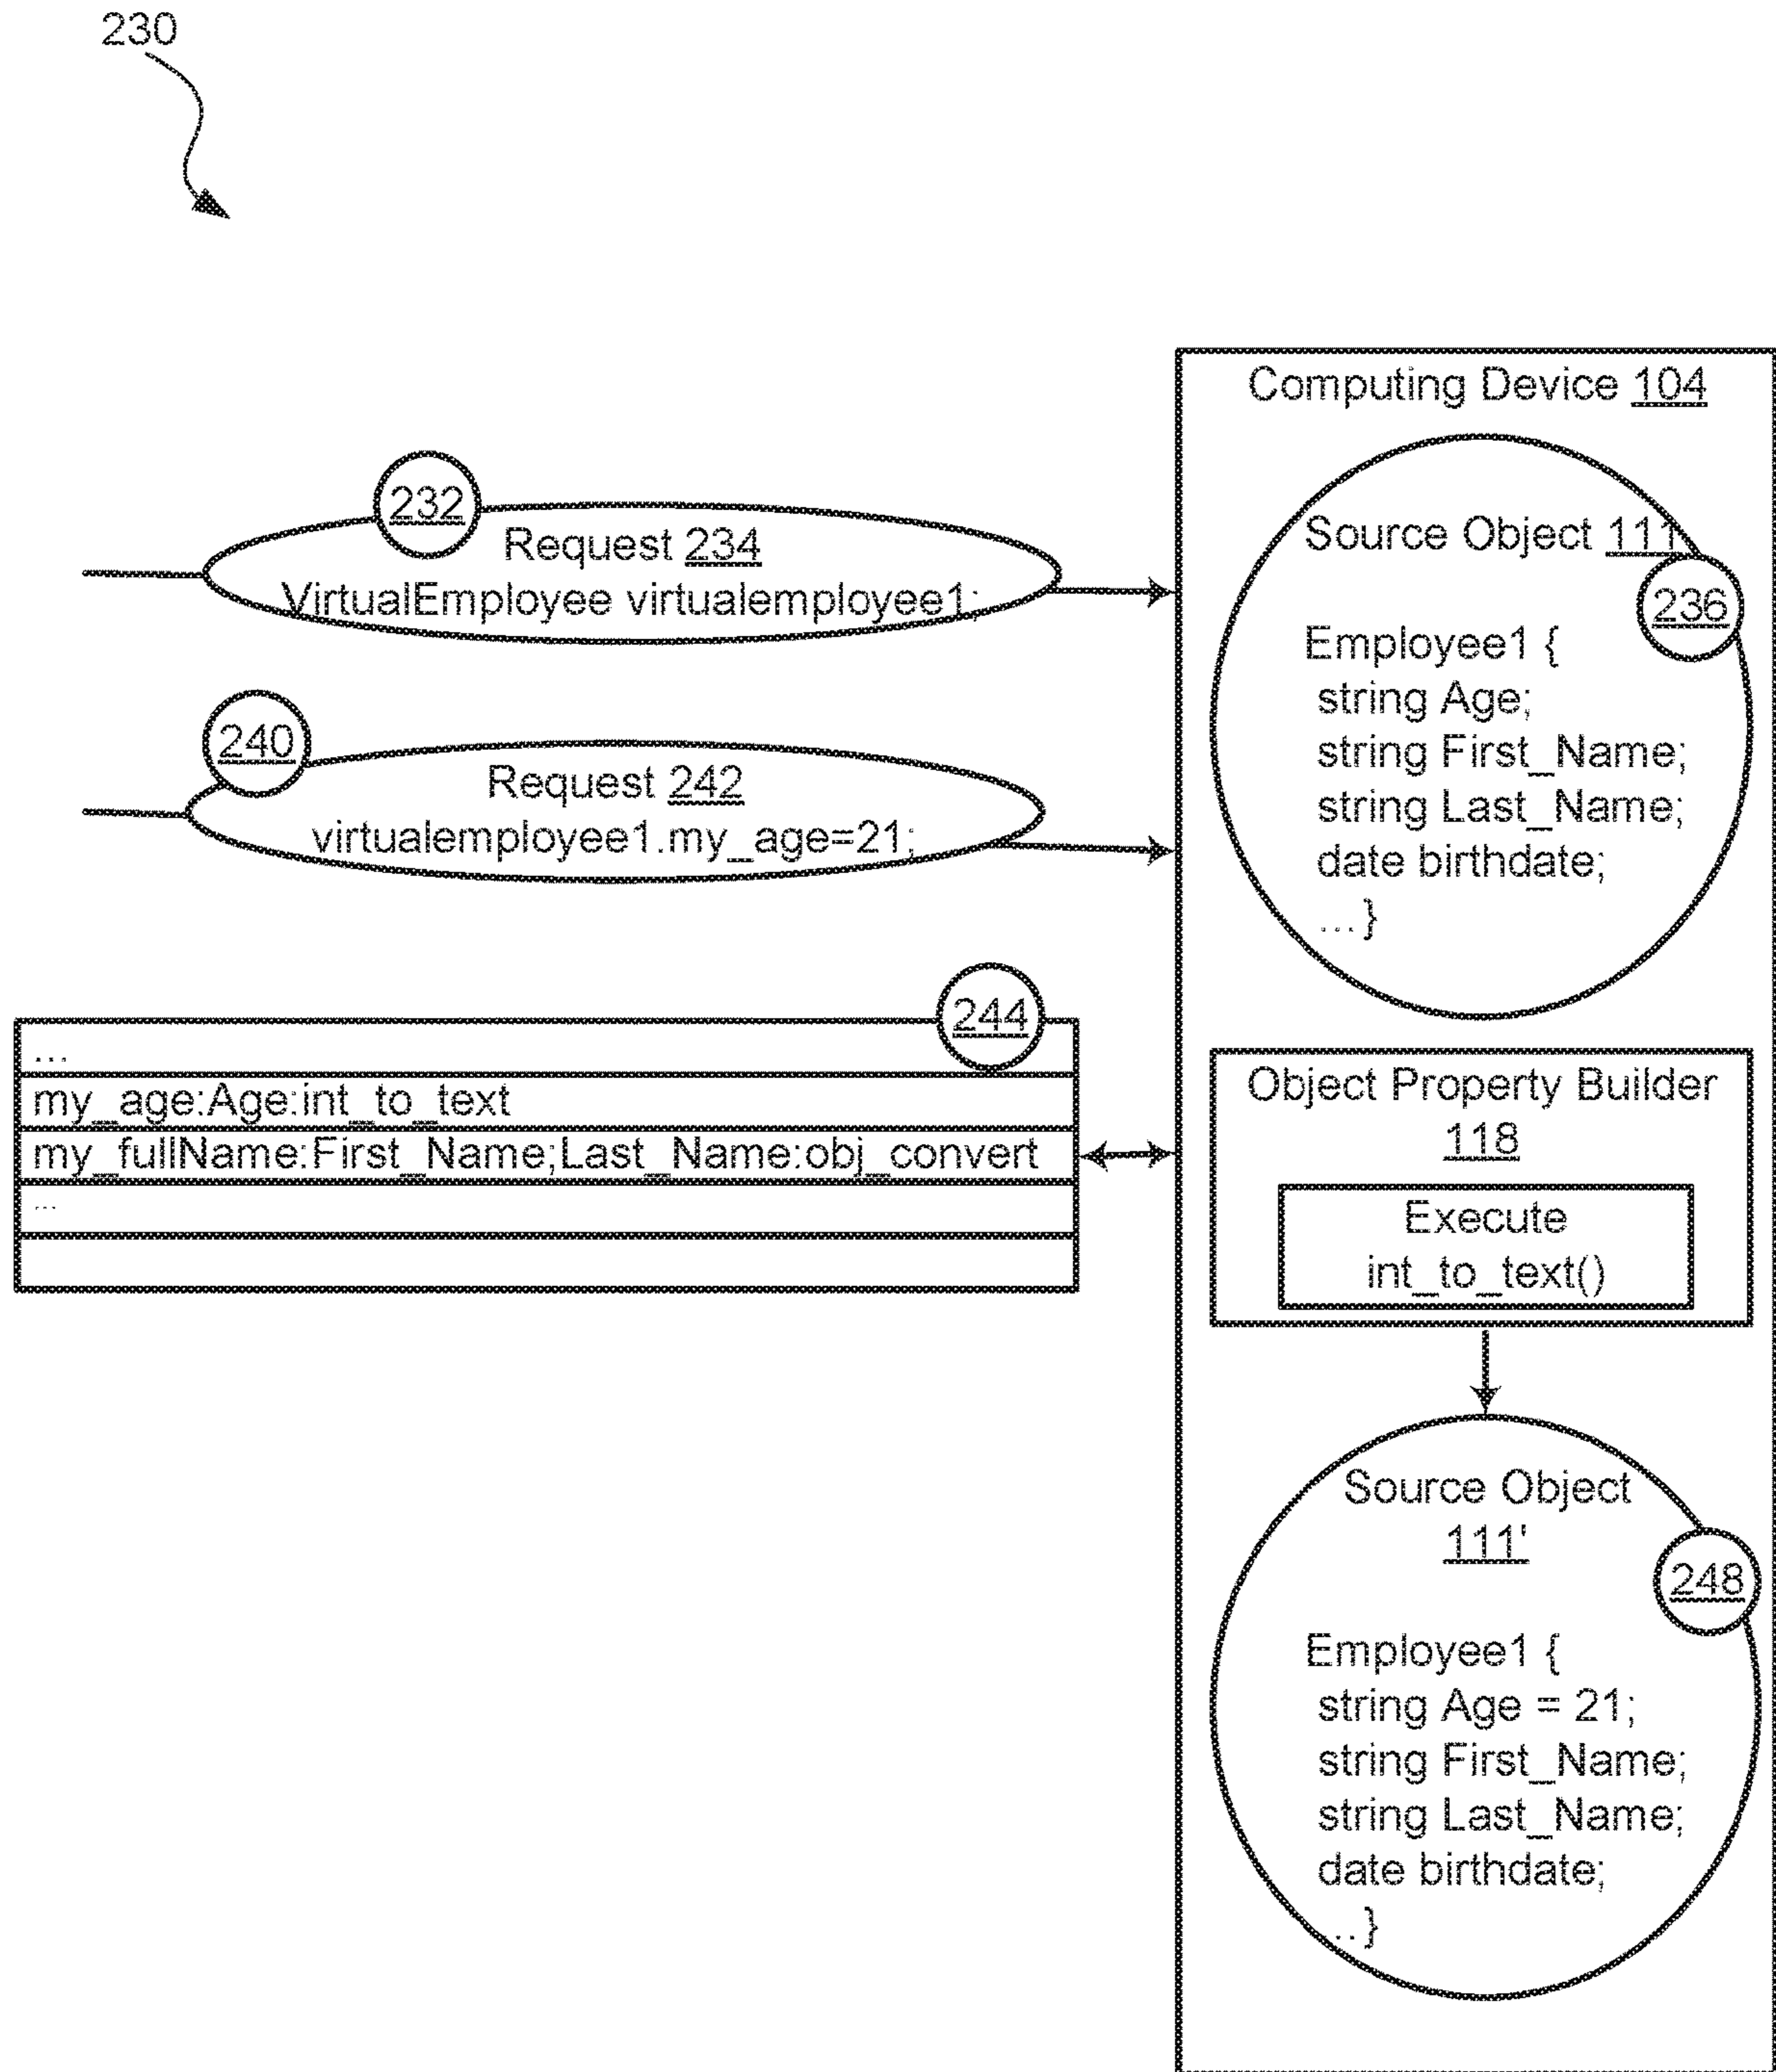 230
Computing Device 104
232
Request 234
VirtualEmployee virtualemployee1;
Source Object 111
236
Employee1 {
string Age;
string First_Name;
string Last_Name;
date birthdate;
...}
240
Request 242
virtualemployee1.my_age=21;
244
...
my_age:Age:int_to_text
my_fullName:First_Name;Last_Name:obj_convert
...
Object Property Builder
118
Execute
int_to_text()
Source Object
111'
248
Employee1 {
string Age = 21;
string First_Name;
string Last_Name;
date birthdate;
...}